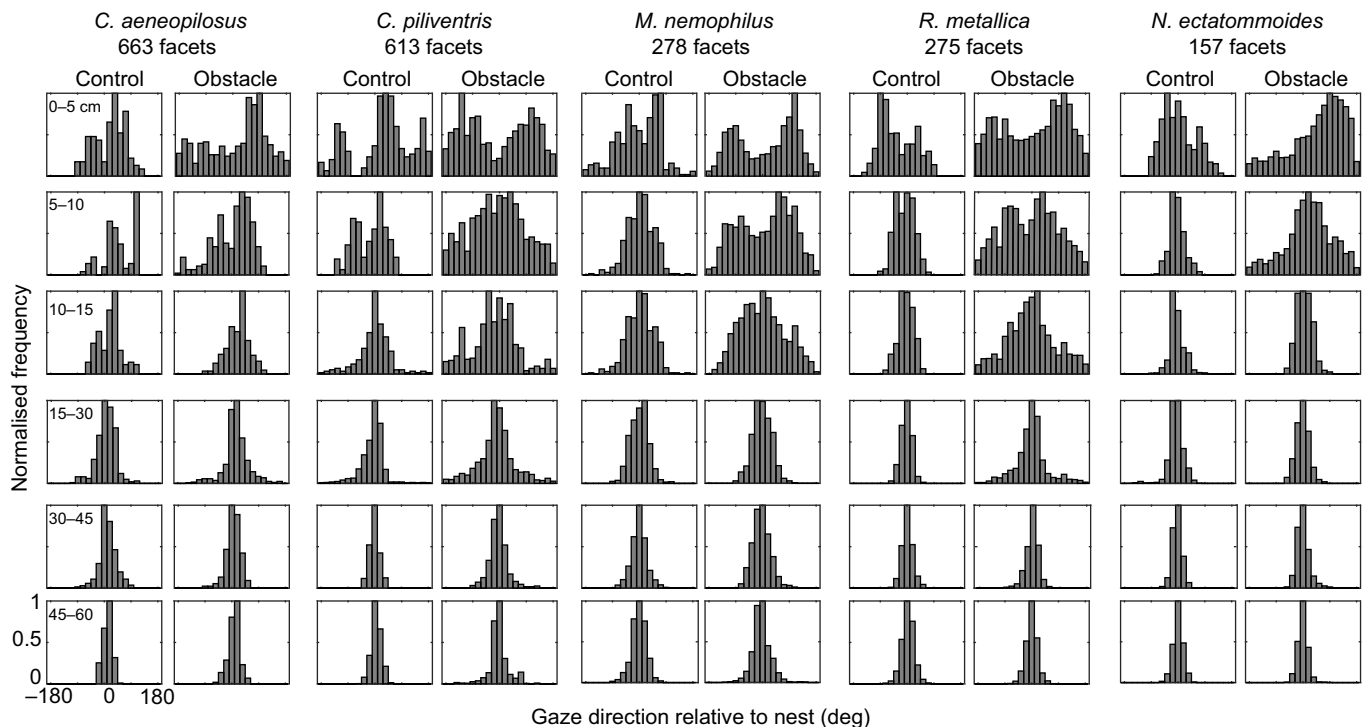 C. aeneopilosus C. piliventris M. nemophilus R. metallica N. ectatommoides
663 facets 613 facets 278 facets 275 facets 157 facets
Control Obstacle Control Obstacle Control Obstacle Control Obstacle Control Obstacle
0–5 cm
5–10
10–15
15–30
30–45
45–60
Normalised frequency
1
0.5
0
–180 0 180
Gaze direction relative to nest (deg)